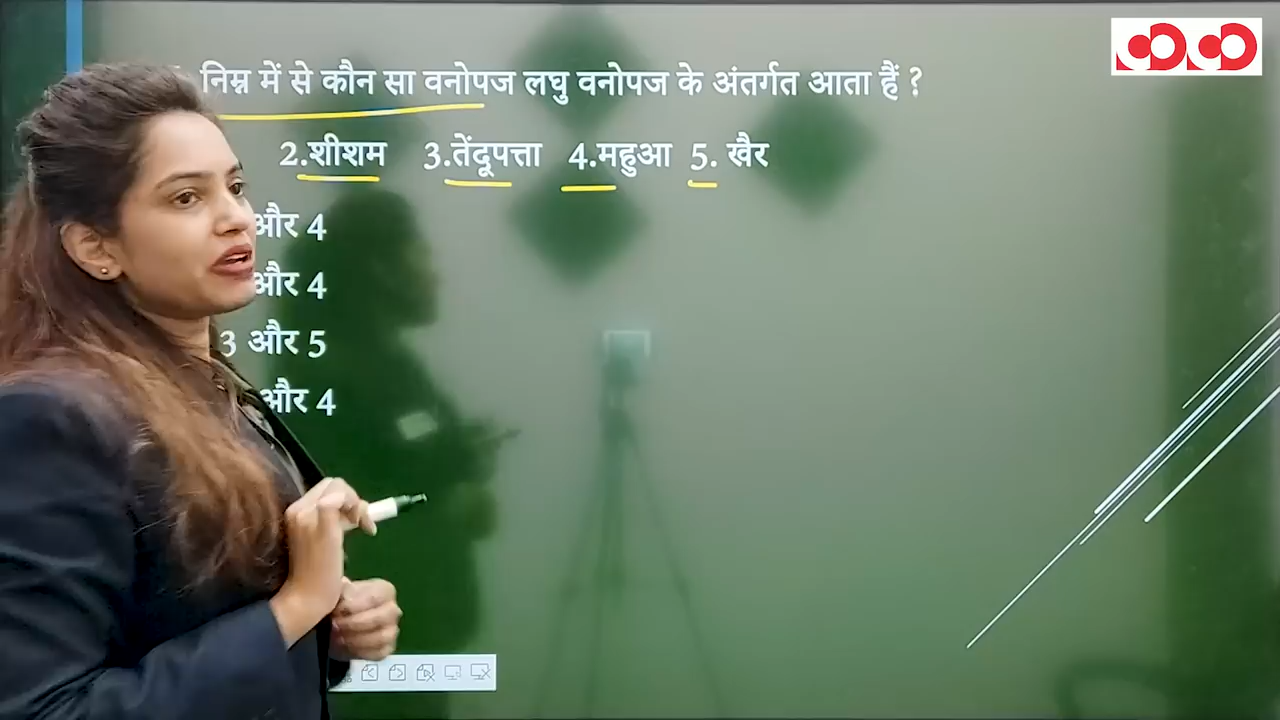 निम्न में से कौन सा वनोपज लघु वनोपज के अंतर्गत आता हैं ?
2.शीशम 3.तेंदूपत्ता 4.महुआ 5. खैर
और 4
और 4
3 और 5
और 4